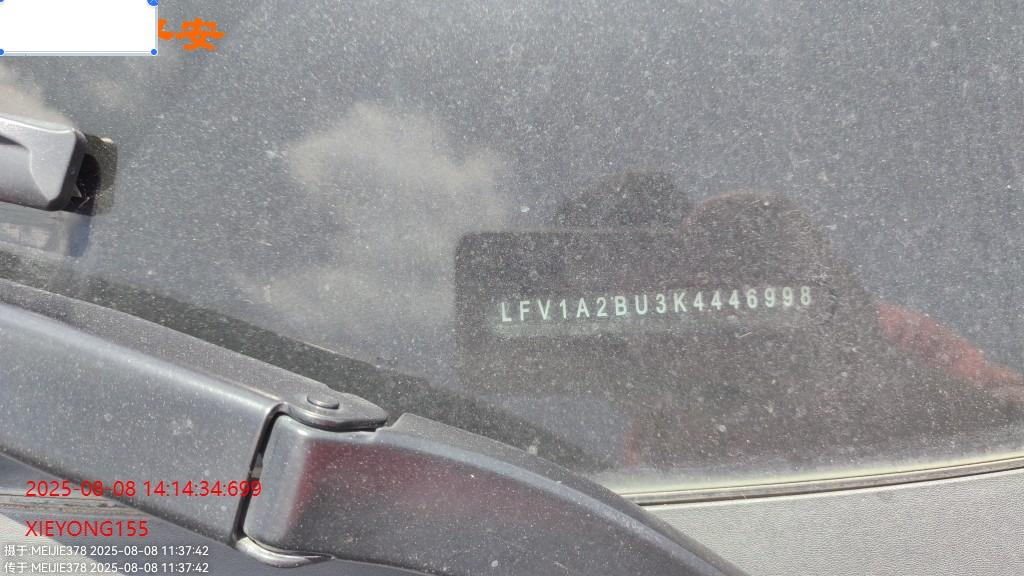 平安
LFV1A2BU3K4446998
2025-08-08 14:14:34:699
XIEYONG155
摄于:MEIJIE378 2025-08-08 11:37:42
传于:MEIJIE378 2025-08-08 11:37:42